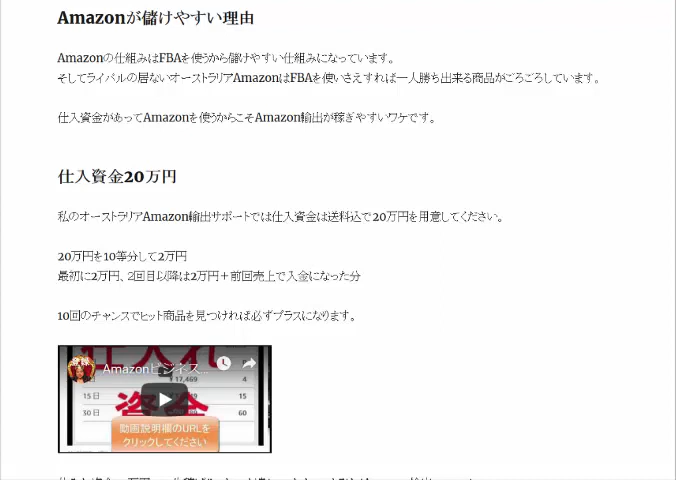 Amazonが儲けやすい理由
Amazonの仕組みはFBAを使うから儲けやすい仕組みになっています。
そしてライバルの居ないオーストラリアAmazonはFBAを使いさえすれば一人勝ち出来る商品がごろごろしています。
仕入資金があってAmazonを使うからこそAmazon輸出が稼ぎやすいワケです。
仕入資金20万円
私のオーストラリアAmazon輸出サポートでは仕入資金は送料込で20万円を用意してください。
20万円を10等分して2万円
最初に2万円、2回目以降は2万円＋前回売上で入金になった分
10回のチャンスでヒット商品を見つければ必ずプラスになります。
仕入れ
Amazonビジネス...
¥17,469 4
15日 15
30日 60
資金
動画説明欄のURLを
クリックしてください